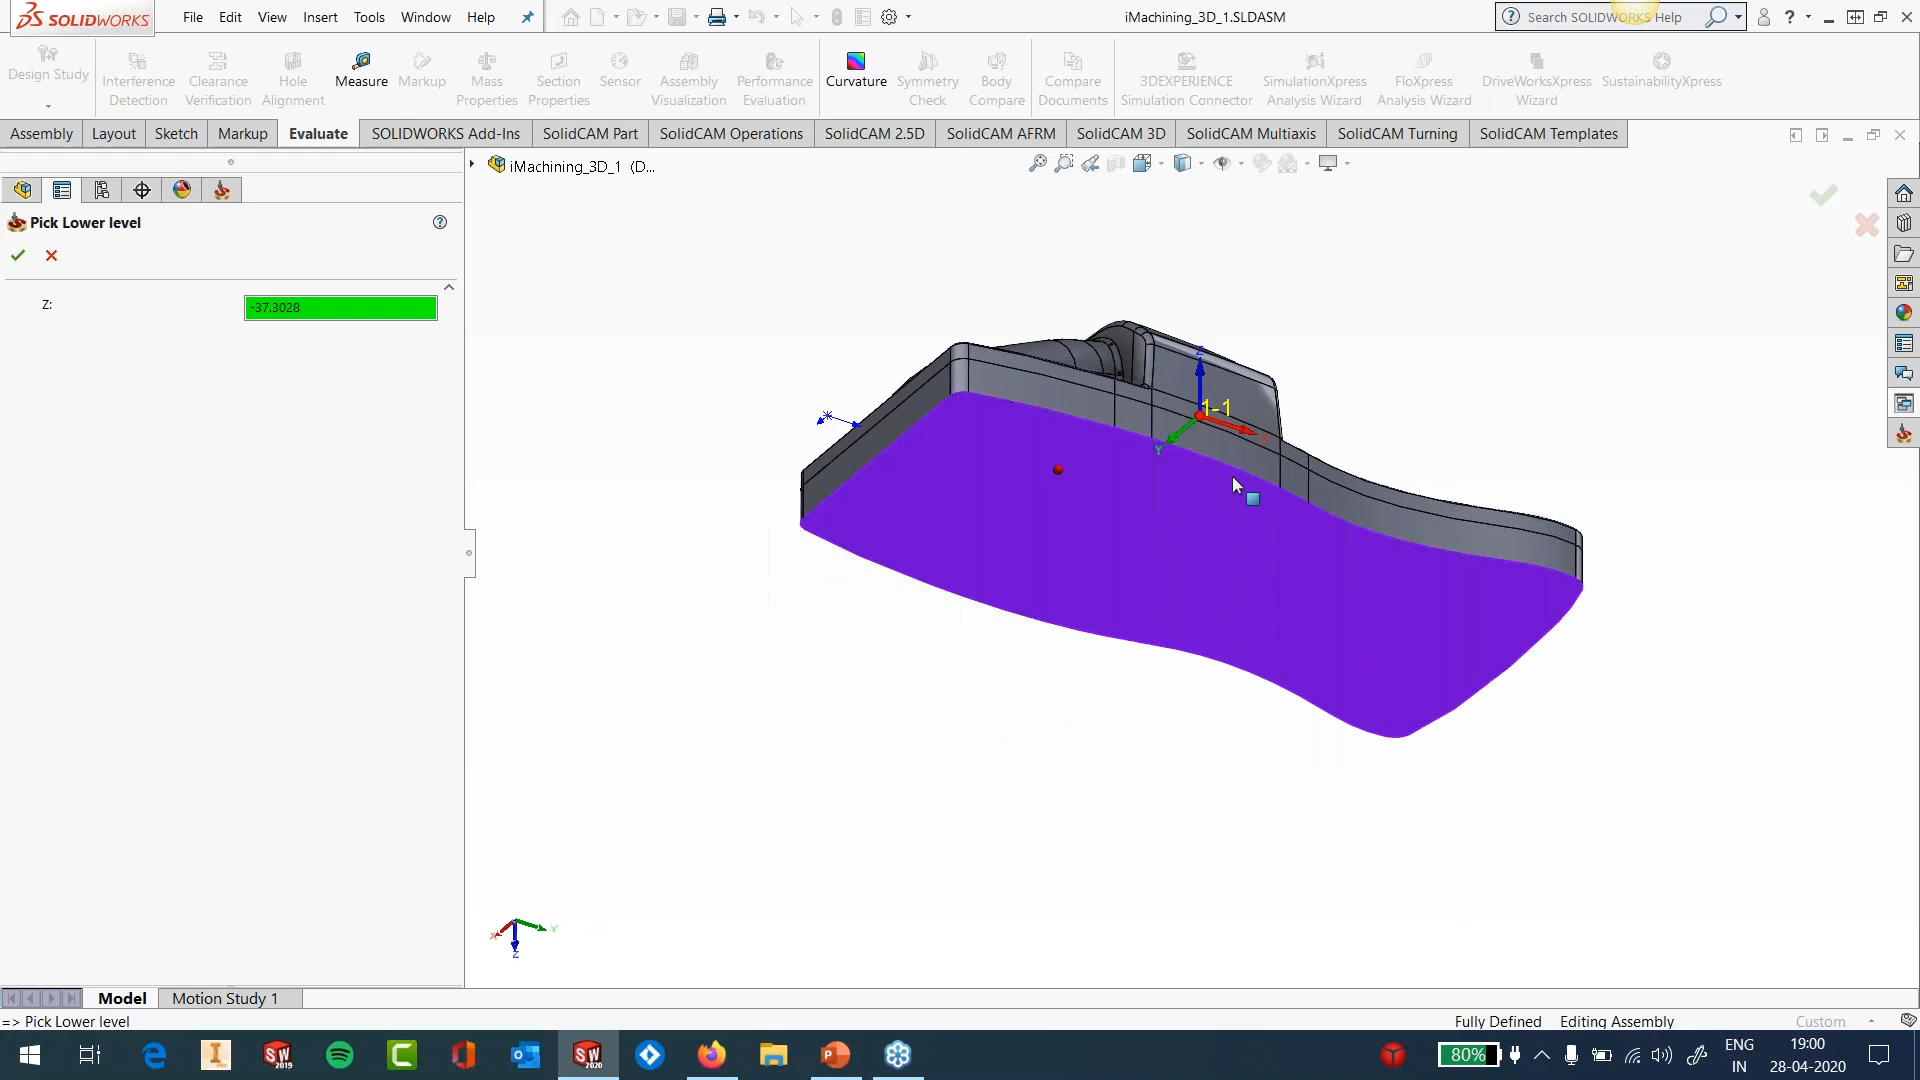 SOLIDWORKS
File Edit View Insert Tools Window Help
iMachining_3D_1.SLDASM
Search SOLIDWORKS Help
Design Study
Interference Detection
Clearance Verification
Hole Alignment
Measure
Markup
Mass Properties
Section Properties
Sensor
Assembly Visualization
Performance Evaluation
Curvature
Symmetry Check
Body Compare
Compare Documents
3DEXPERIENCE Simulation Connector
SimulationXpress Analysis Wizard
FloXpress Analysis Wizard
DriveWorksXpress Wizard
SustainabilityXpress
Assembly Layout Sketch Markup Evaluate SOLIDWORKS Add-Ins SolidCAM Part SolidCAM Operations SolidCAM 2.5D SolidCAM AFRM SolidCAM 3D SolidCAM Multiaxis SolidCAM Turning SolidCAM Templates
iMachining_3D_1 (D...
Pick Lower level
Z:
-37.3028
Z
1-1
X
Y
X
Y
Z
Model Motion Study 1
=> Pick Lower level
Fully Defined Editing Assembly Custom
SW 2019
SW 2020
80%
ENG
IN
19:00
28-04-2020